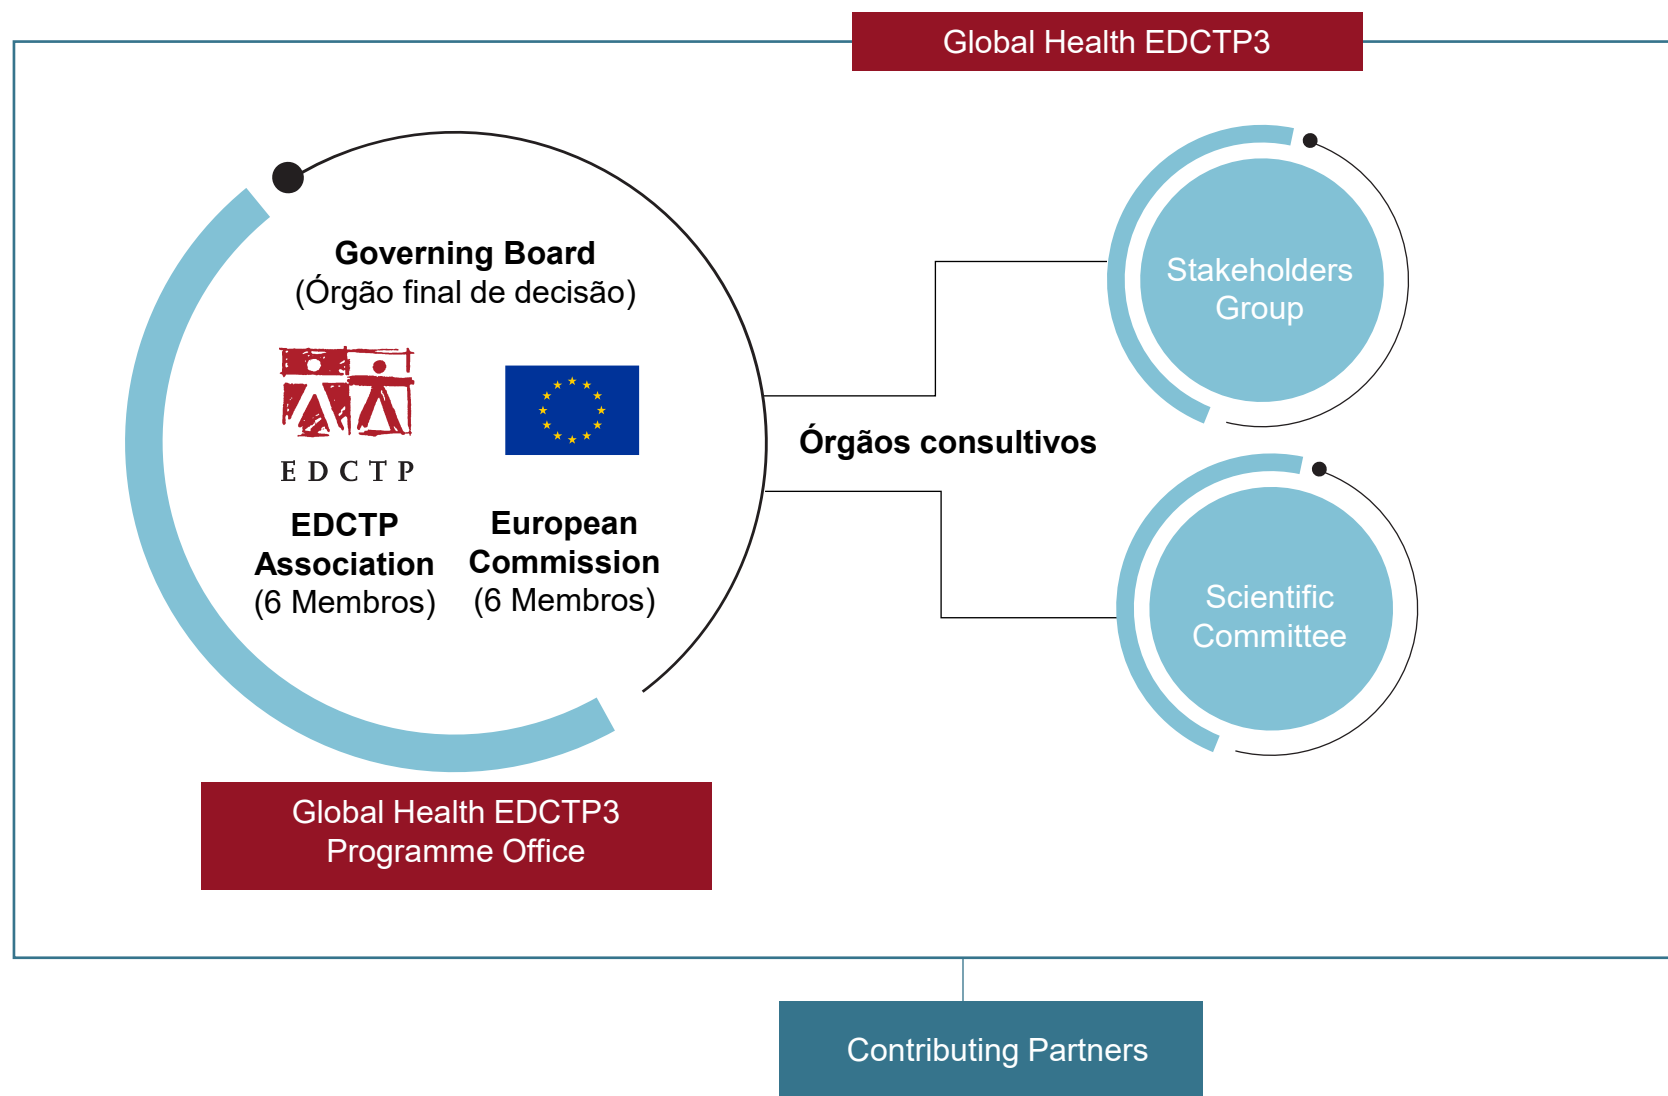 Global Health EDCTP3
Governing Board
(Órgão final de decisão)
EDCTP
EDCTP
Association
(6 Membros)
European
Commission
(6 Membros)
Órgãos consultivos
Stakeholders
Group
Scientific
Committee
Global Health EDCTP3
Programme Office
Contributing Partners